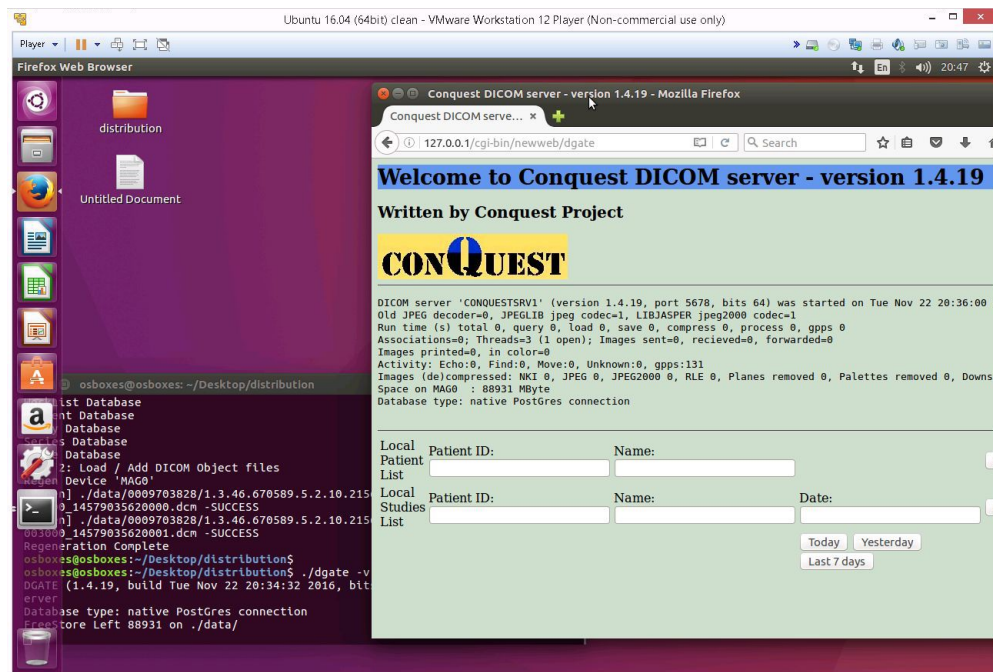 Ubuntu 16.04 (64bit) clean - VMware Workstation 12 Player (Non-commercial use only)
Player
Firefox Web Browser
En
20:47
distribution
Untitled Document
Conquest DICOM server - version 1.4.19 - Mozilla Firefox
Conquest DICOM serve...
127.0.0.1/cgi-bin/newweb/dgate
Search
Welcome to Conquest DICOM server - version 1.4.19
Written by Conquest Project
CONQUEST
DICOM server 'CONQUESTSRV1' (version 1.4.19, port 5678, bits 64) was started on Tue Nov 22 20:36:00
Old JPEG decoder=0, JPEGLIB jpeg codec=1, LIBJASPER jpeg2000 codec=1
Run time (s) total 0, query 0, load 0, save 0, compress 0, process 0, gpps 0
Associations=0; Threads=3 (1 open); Images sent=0, recieved=0, forwarded=0
Images printed=0, in color=0
Activity: Echo:0, Find:0, Move:0, Unknown:0, gpps:131
Images (de)compressed: NKI 0, JPEG 0, JPEG2000 0, RLE 0, Planes removed 0, Palettes removed 0, Downs
Space on MAG0 : 88931 MByte
Database type: native PostGres connection
Local Patient List
Patient ID:
Name:
Local Studies List
Patient ID:
Name:
Date:
Today
Yesterday
Last 7 days
osboxes@osboxes: ~/Desktop/distribution
ist Database
nt Database
Database
s Database
Database
2: Load / Add DICOM Object files
Regen Device 'MAG0'
n] ./data/0009703828/1.3.46.670589.5.2.10.215
0_14579035620000.dcm -SUCCESS
n] ./data/0009703828/1.3.46.670589.5.2.10.215
003000_14579035620001.dcm -SUCCESS
Regeneration Complete
osboxes@osboxes:~/Desktop/distribution$
osboxes@osboxes:~/Desktop/distribution$ ./dgate -v
DGATE (1.4.19, build Tue Nov 22 20:34:32 2016, bit
erver
Database type: native PostGres connection
FreeStore Left 88931 on ./data/